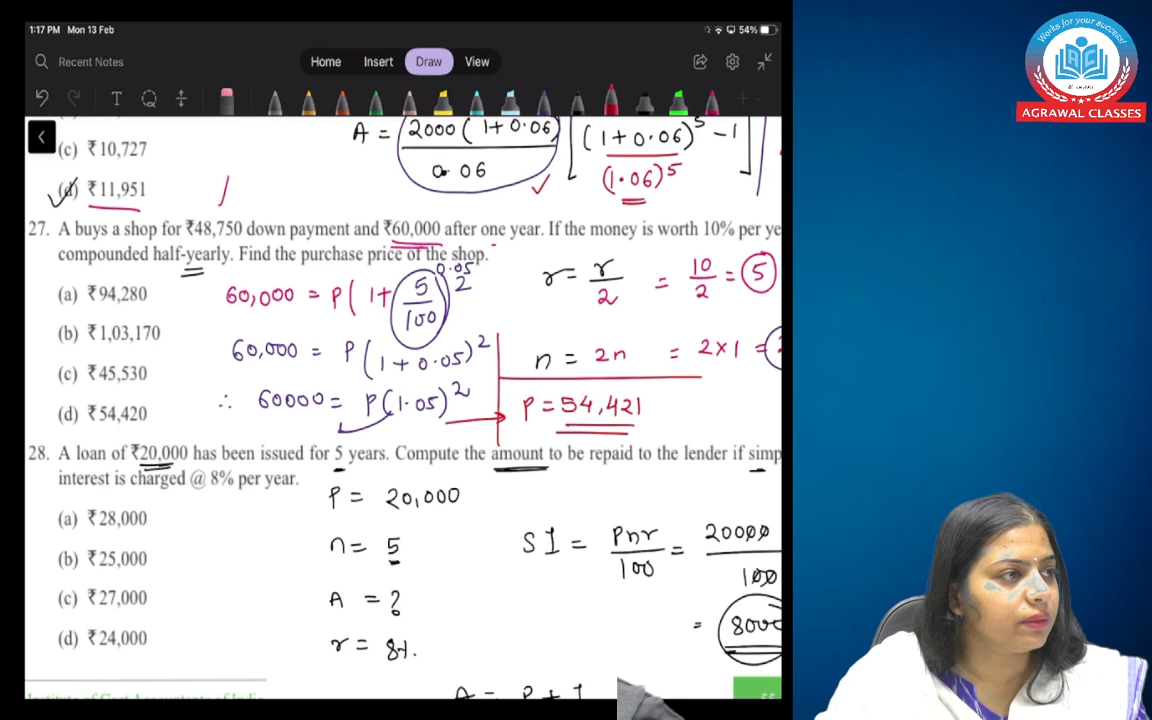 1:17 PM Mon 13 Feb
54%
Works for your success!
AC
AGRAWAL CLASSES
Recent Notes
Home Insert Draw View
A = 2000 (1+0.06) / 0.06 [ (1+0.06)^5 - 1 ]
(1.06)^5
(c) ₹10,727
(d) ₹11,951
27. A buys a shop for ₹48,750 down payment and ₹60,000 after one year. If the money is worth 10% per ye
compounded half-yearly. Find the purchase price of the shop.
(a) ₹94,280
(b) ₹1,03,170
(c) ₹45,530
(d) ₹54,420
0.05
60,000 = P(1+ 5/100)^2
60,000 = P(1+0.05)^2
∴ 60000 = P(1.05)^2
r = r/2 = 10/2 = 5
n = 2n = 2×1 =
P = 54,421
28. A loan of ₹20,000 has been issued for 5 years. Compute the amount to be repaid to the lender if simp
interest is charged @ 8% per year.
(a) ₹28,000
(b) ₹25,000
(c) ₹27,000
(d) ₹24,000
P = 20,000
n = 5
A = ?
r = 8%.
SI = Pnr/100 = 20000/100
= 8000
A = P + I